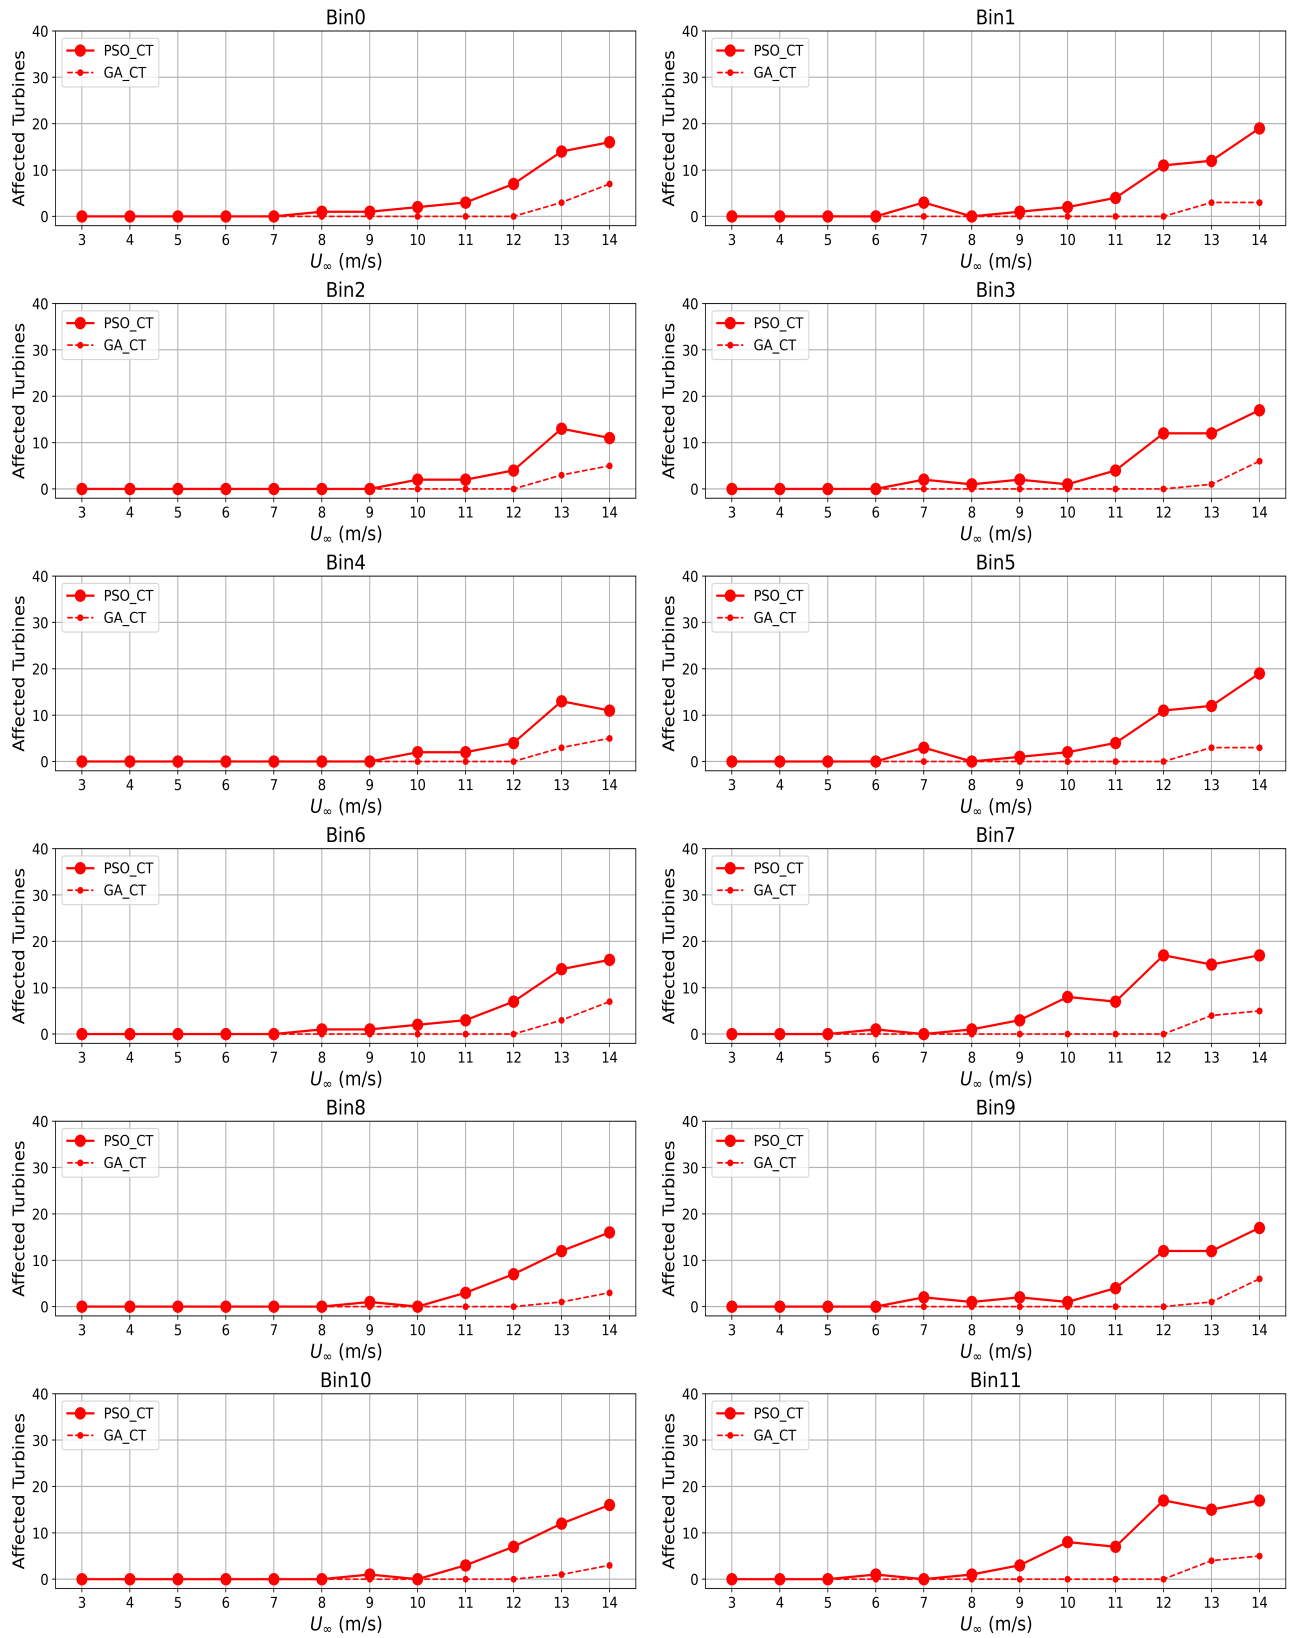 Bin0
40
30
20
10
0
Affected Turbines
PSO_CT
GA_CT
3 4 5 6 7 8 9 10 11 12 13 14
U∞ (m/s)
Bin1
40
30
20
10
0
Affected Turbines
PSO_CT
GA_CT
3 4 5 6 7 8 9 10 11 12 13 14
U∞ (m/s)
Bin2
40
30
20
10
0
Affected Turbines
PSO_CT
GA_CT
3 4 5 6 7 8 9 10 11 12 13 14
U∞ (m/s)
Bin3
40
30
20
10
0
Affected Turbines
PSO_CT
GA_CT
3 4 5 6 7 8 9 10 11 12 13 14
U∞ (m/s)
Bin4
40
30
20
10
0
Affected Turbines
PSO_CT
GA_CT
3 4 5 6 7 8 9 10 11 12 13 14
U∞ (m/s)
Bin5
40
30
20
10
0
Affected Turbines
PSO_CT
GA_CT
3 4 5 6 7 8 9 10 11 12 13 14
U∞ (m/s)
Bin6
40
30
20
10
0
Affected Turbines
PSO_CT
GA_CT
3 4 5 6 7 8 9 10 11 12 13 14
U∞ (m/s)
Bin7
40
30
20
10
0
Affected Turbines
PSO_CT
GA_CT
3 4 5 6 7 8 9 10 11 12 13 14
U∞ (m/s)
Bin8
40
30
20
10
0
Affected Turbines
PSO_CT
GA_CT
3 4 5 6 7 8 9 10 11 12 13 14
U∞ (m/s)
Bin9
40
30
20
10
0
Affected Turbines
PSO_CT
GA_CT
3 4 5 6 7 8 9 10 11 12 13 14
U∞ (m/s)
Bin10
40
30
20
10
0
Affected Turbines
PSO_CT
GA_CT
3 4 5 6 7 8 9 10 11 12 13 14
U∞ (m/s)
Bin11
40
30
20
10
0
Affected Turbines
PSO_CT
GA_CT
3 4 5 6 7 8 9 10 11 12 13 14
U∞ (m/s)